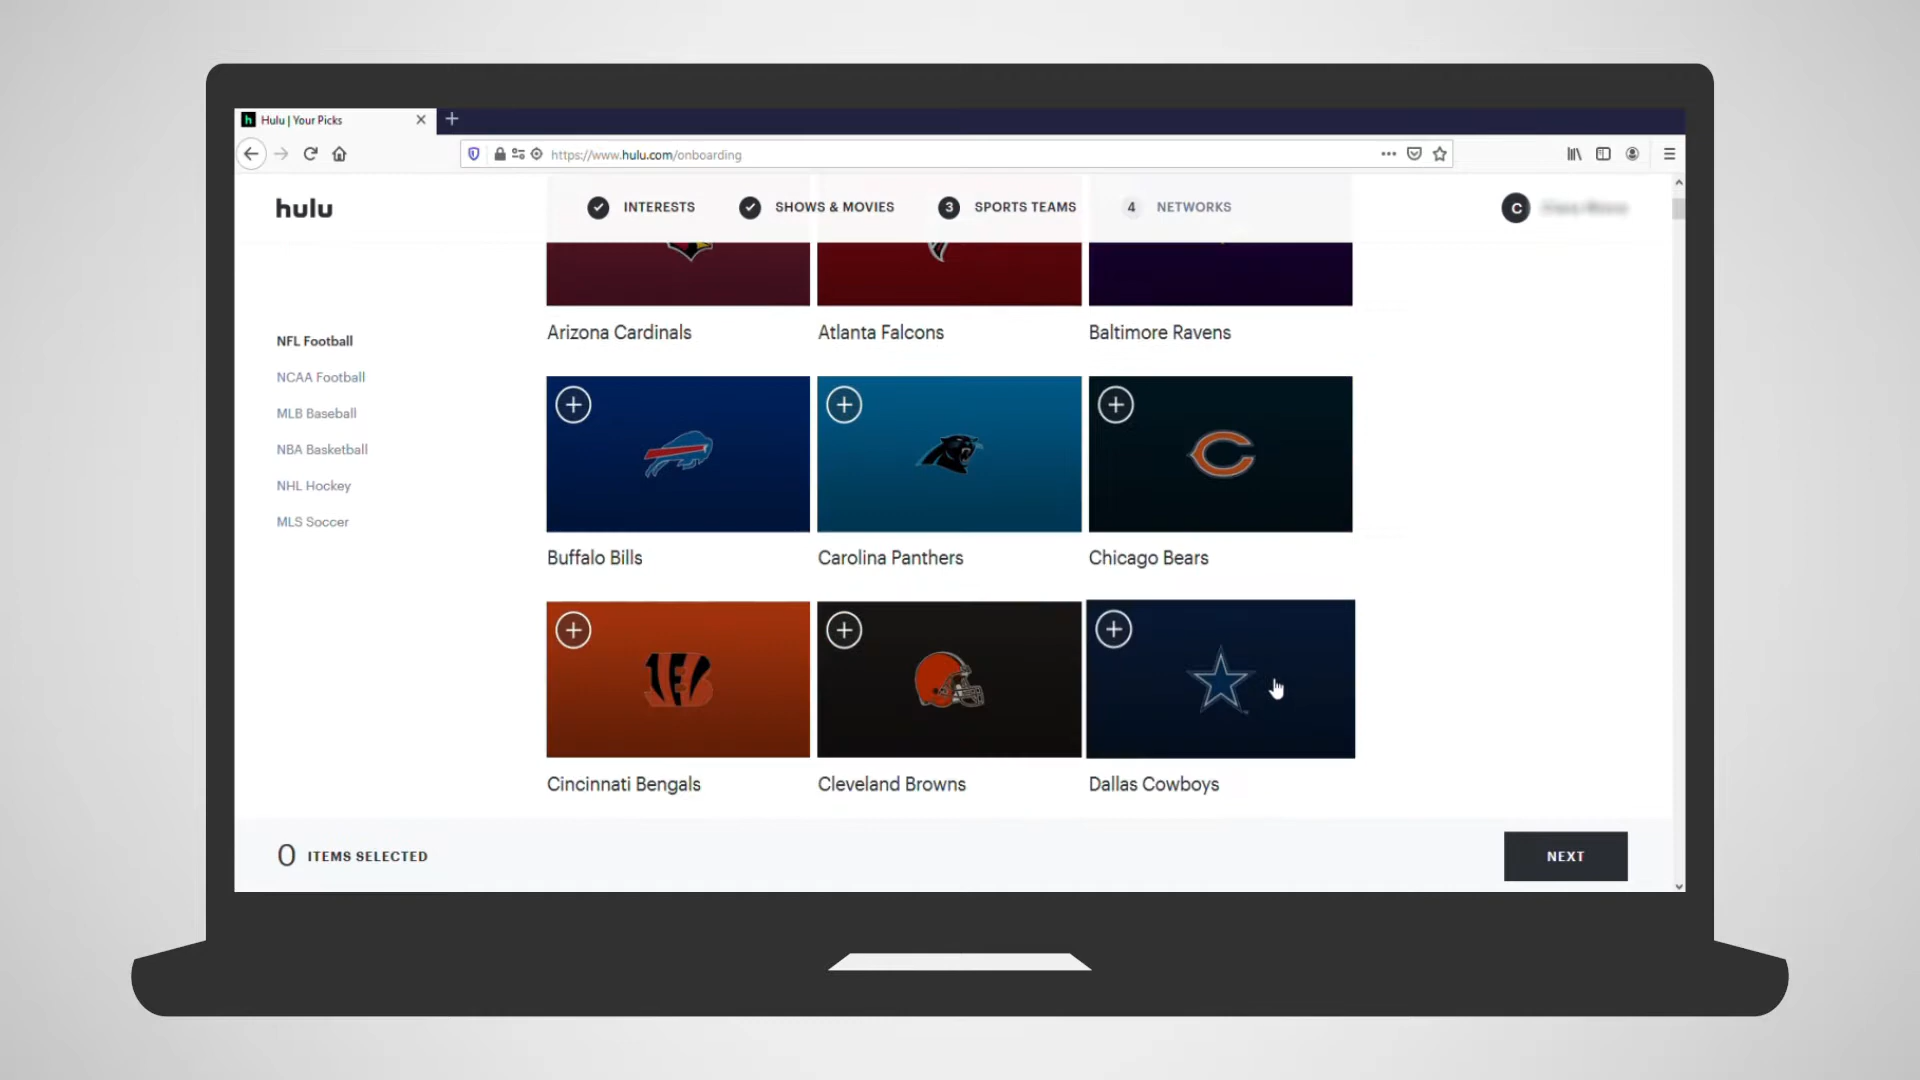 h Hulu | Your Picks
https://www.hulu.com/onboarding
hulu
INTERESTS
SHOWS & MOVIES
3 SPORTS TEAMS
4 NETWORKS
C
NFL Football
NCAA Football
MLB Baseball
NBA Basketball
NHL Hockey
MLS Soccer
Arizona Cardinals
Atlanta Falcons
Baltimore Ravens
Buffalo Bills
Carolina Panthers
Chicago Bears
Cincinnati Bengals
Cleveland Browns
Dallas Cowboys
0 ITEMS SELECTED
NEXT